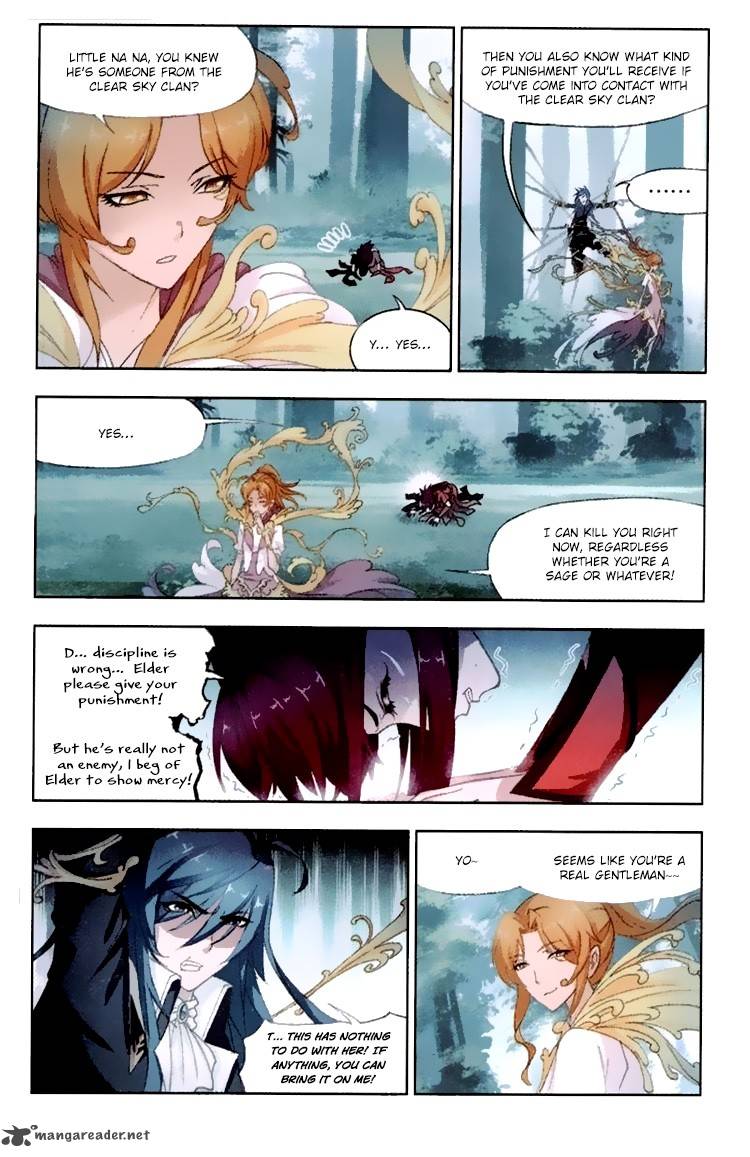 LITTLE NA NA, YOU KNEW
HE'S SOMEONE FROM THE
CLEAR SKY CLAN?
Y... YES...
THEN YOU ALSO KNOW WHAT KIND
OF PUNISHMENT YOU'LL RECEIVE IF
YOU'VE COME INTO CONTACT WITH
THE CLEAR SKY CLAN?
......
YES...
I CAN KILL YOU RIGHT
NOW, REGARDLESS
WHETHER YOU'RE A
SAGE OR WHATEVER!
D... discipline is
wrong... Elder
please give your
punishment!
But he's really not
an enemy, I beg of
Elder to show mercy!
T... THIS HAS NOTHING
TO DO WITH HER! IF
ANYTHING, YOU CAN
BRING IT ON ME!
YO~
SEEMS LIKE YOU'RE A
REAL GENTLEMAN~~
mangareader.net